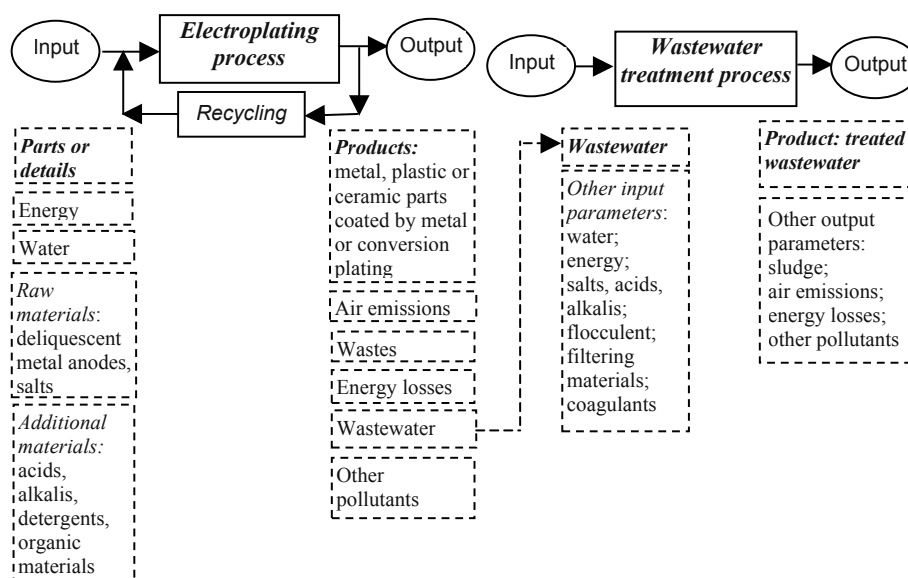 Input
Electroplating
process
Output
Recycling
Input
Wastewater
treatment process
Output
Parts or
details
Energy
Water
Raw
materials:
deliquescent
metal anodes,
salts
Additional
materials:
acids,
alkalis,
detergents,
organic
materials
Products:
metal, plastic or
ceramic parts
coated by metal
or conversion
plating
Air emissions
Wastes
Energy losses
Wastewater
Other
pollutants
Wastewater
Other input
parameters:
water;
energy;
salts, acids,
alkalis;
flocculent;
filtering
materials;
coagulants
Product: treated
wastewater
Other output
parameters:
sludge;
air emissions;
energy losses;
other pollutants